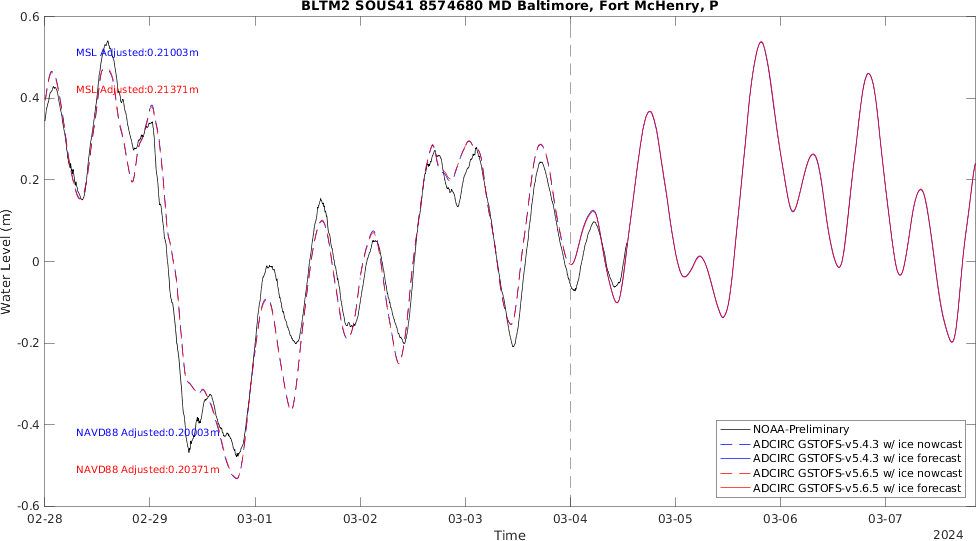 BLTM2 SOUS41 8574680 MD Baltimore, Fort McHenry, P
0.6
0.4
0.2
0
-0.2
-0.4
-0.6
Water Level (m)
MSL Adjusted:0.21003m
MSL Adjusted:0.21371m
NAVD88 Adjusted:0.20003m
NAVD88 Adjusted:0.20371m
NOAA-Preliminary
ADCIRC GSTOFS-v5.4.3 w/ ice nowcast
ADCIRC GSTOFS-v5.4.3 w/ ice forecast
ADCIRC GSTOFS-v5.6.5 w/ ice nowcast
ADCIRC GSTOFS-v5.6.5 w/ ice forecast
02-28 02-29 03-01 03-02 03-03 03-04 03-05 03-06 03-07
Time
2024